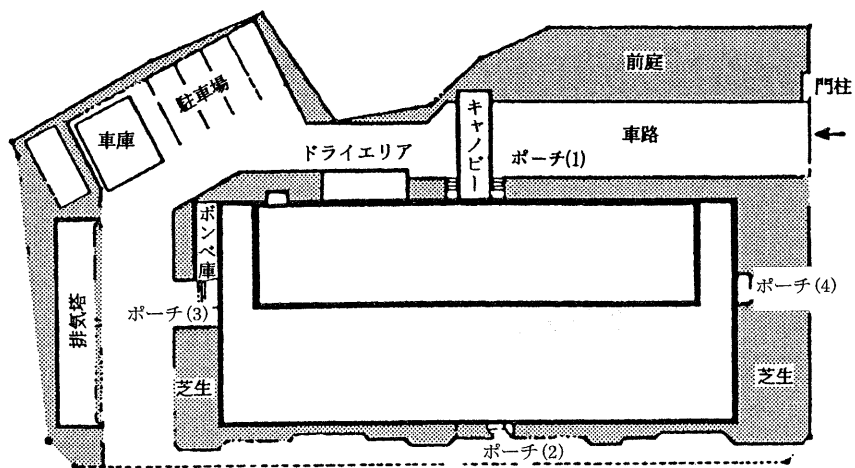 前庭
門柱
駐車場
車庫
キャノピー
車路
ドライエリア
ポーチ(1)
ボンベ庫
ポーチ(3)
ポーチ(4)
排気塔
芝生
芝生
ポーチ(2)